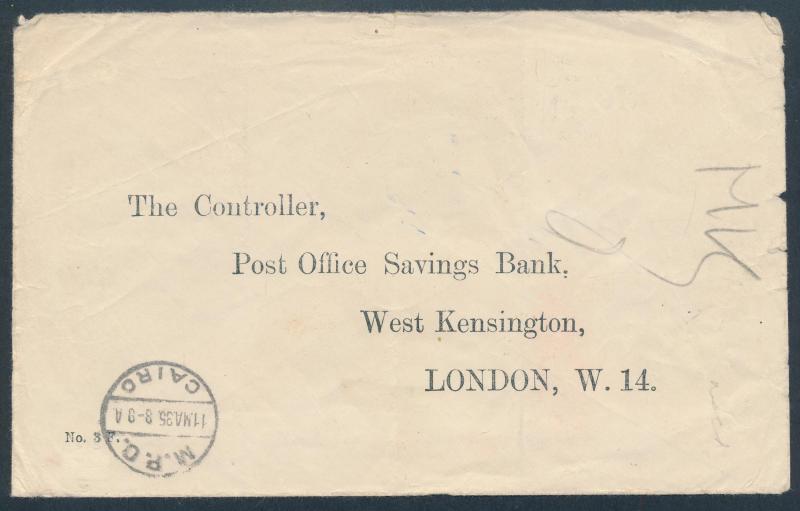 The Controller,
Post Office Savings Bank,
West Kensington,
LONDON, W. 14.
CAIRO
11.MA.35. 8-9 A
M.P.O.